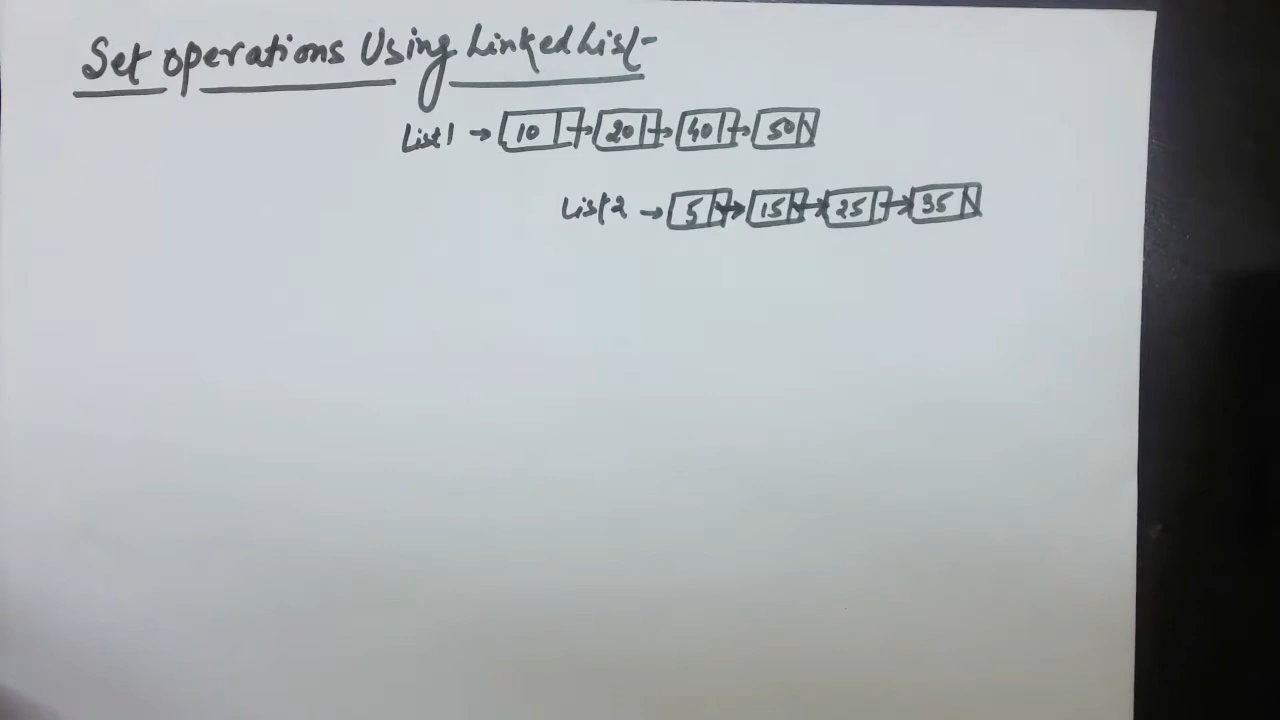 Set operations Using Linked List
List1 → 10 → 20 → 40 → 50
List2 → 5 → 15 → 25 → 35